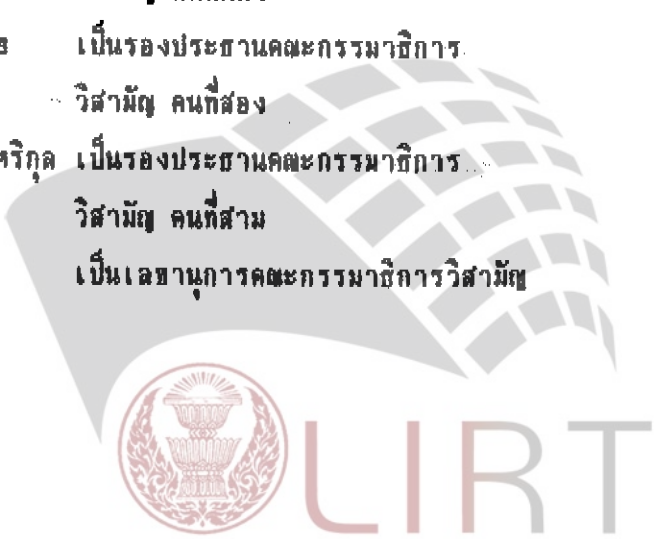 เป็นรองประธานคณะกรรมาธิการ
วิสามัญ คนที่สอง
หริกุล เป็นรองประธานคณะกรรมาธิการ
วิสามัญ คนที่สาม
เป็นเลขานุการคณะกรรมาธิการวิสามัญ
LIRT